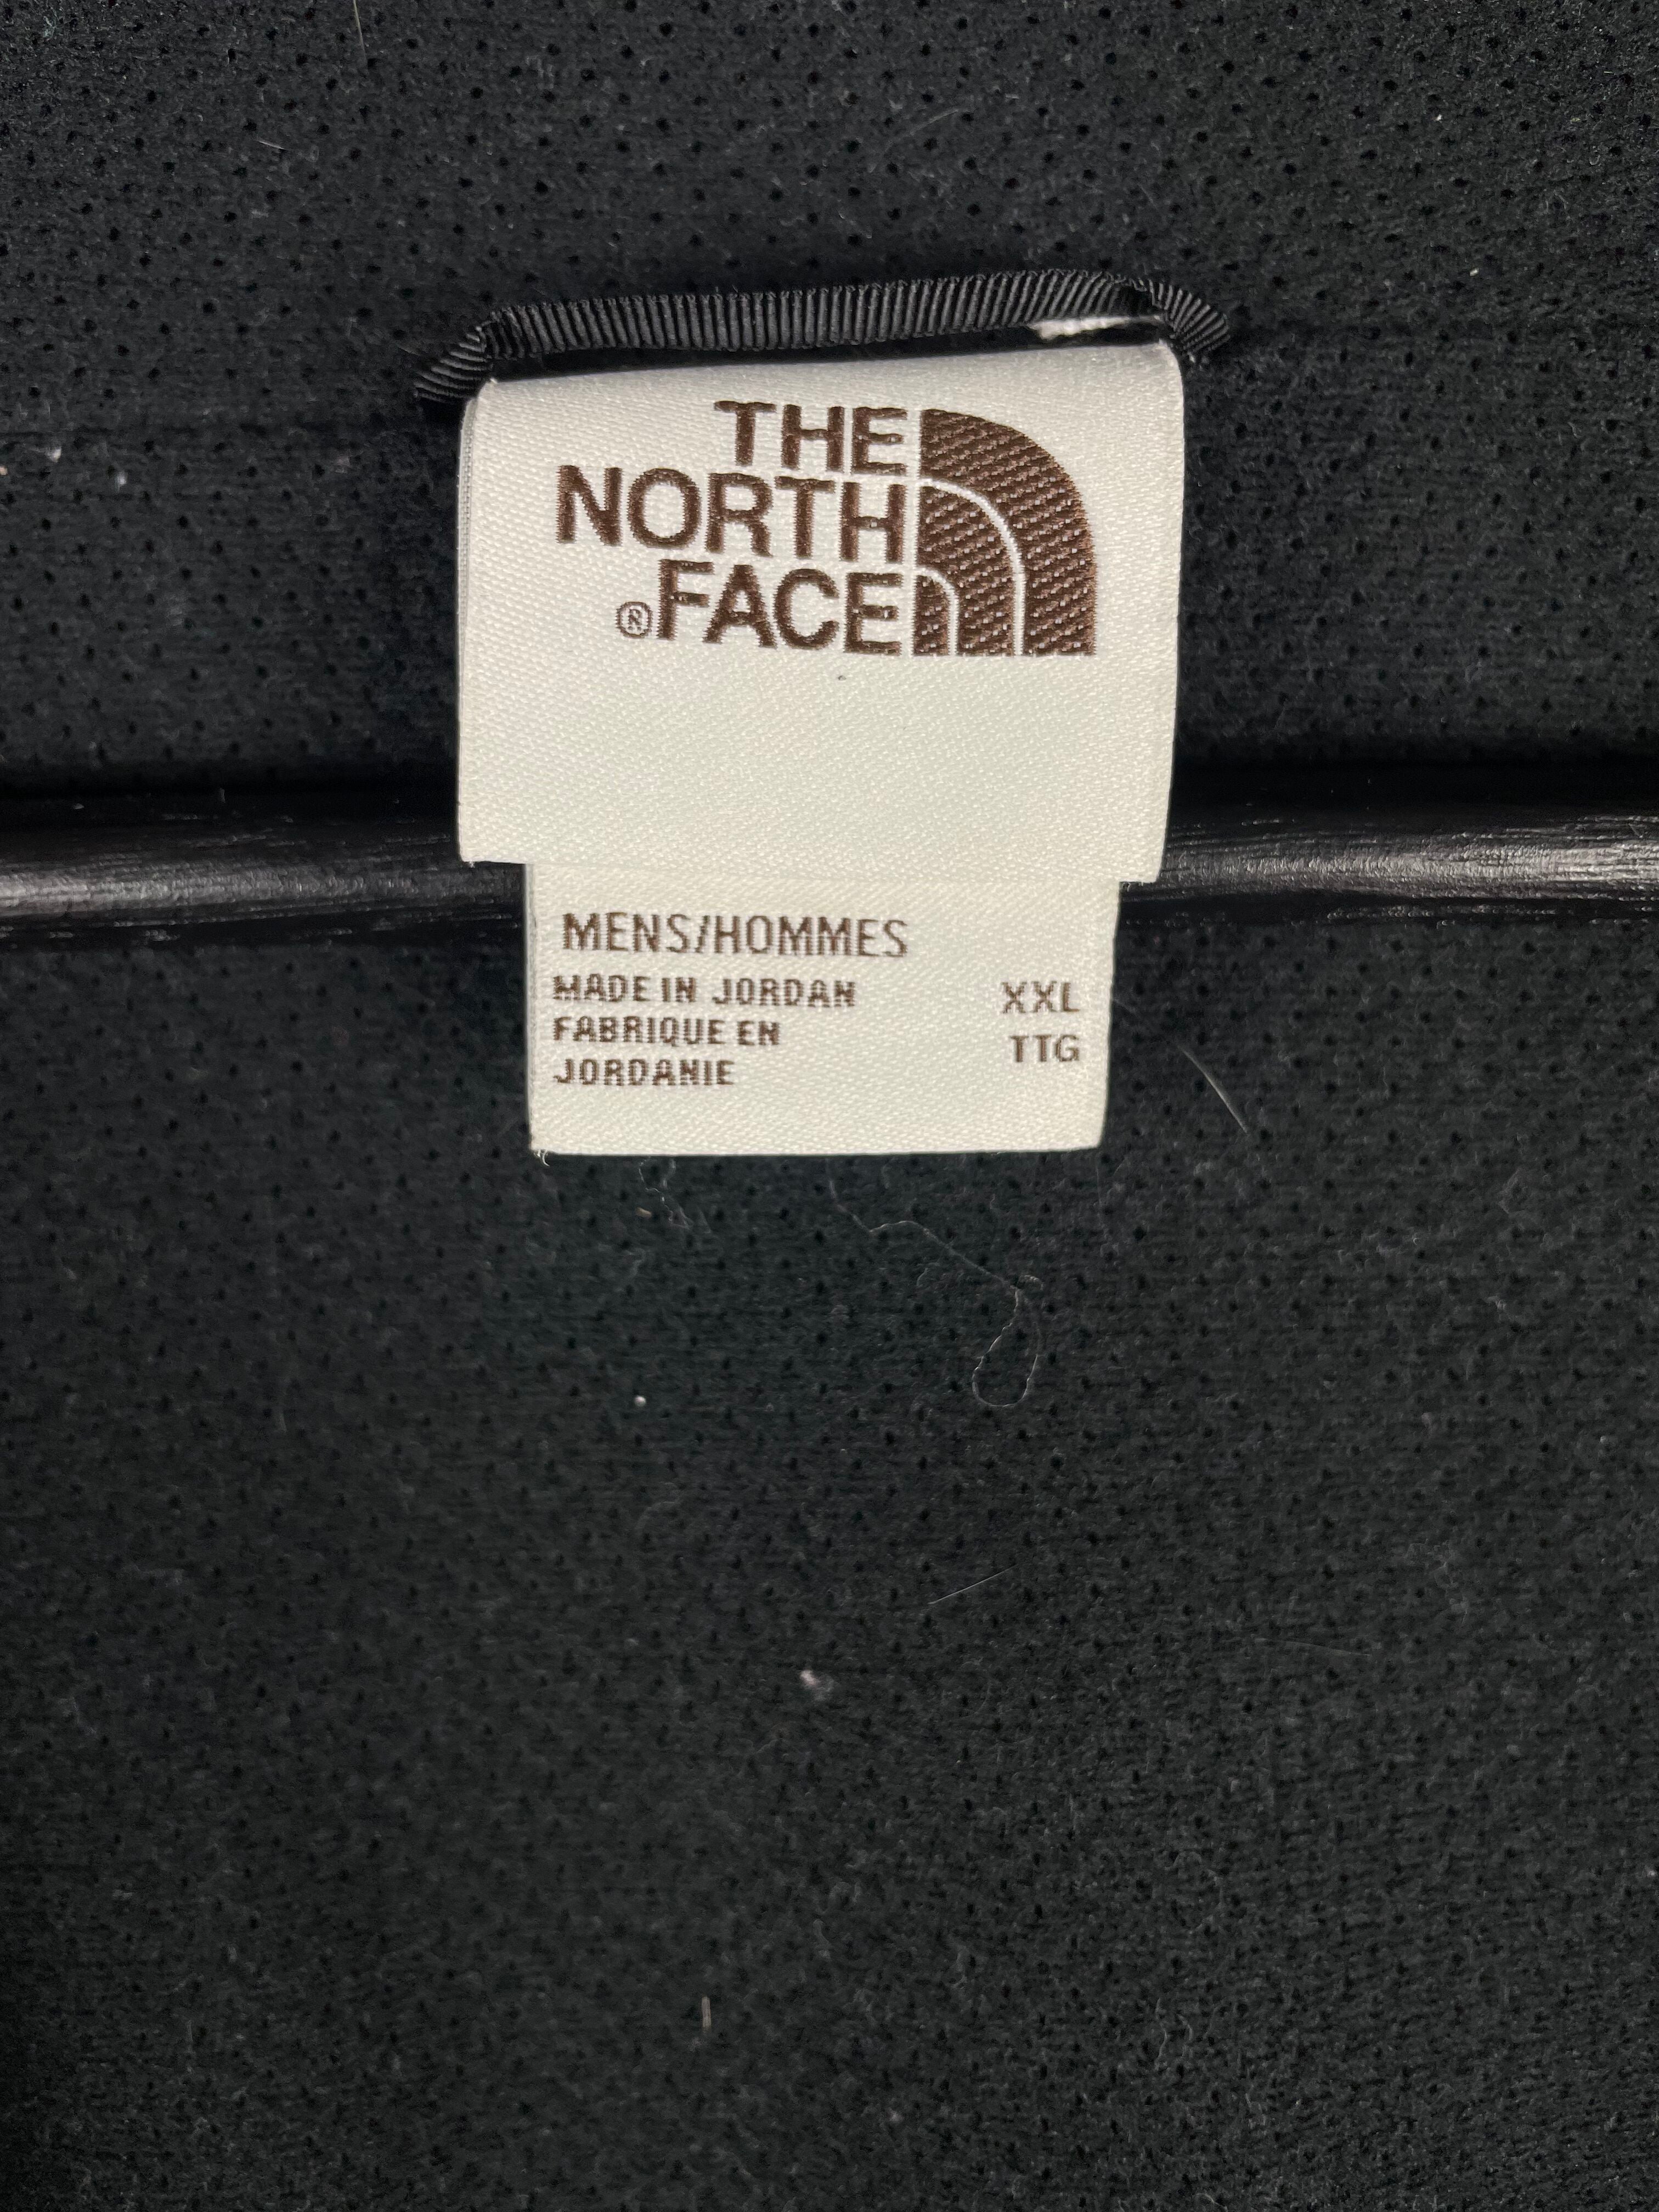 THE
NORTH
®FACE
MENS/HOMMES
MADE IN JORDAN
FABRIQUE EN
JORDANIE
XXL
TTG